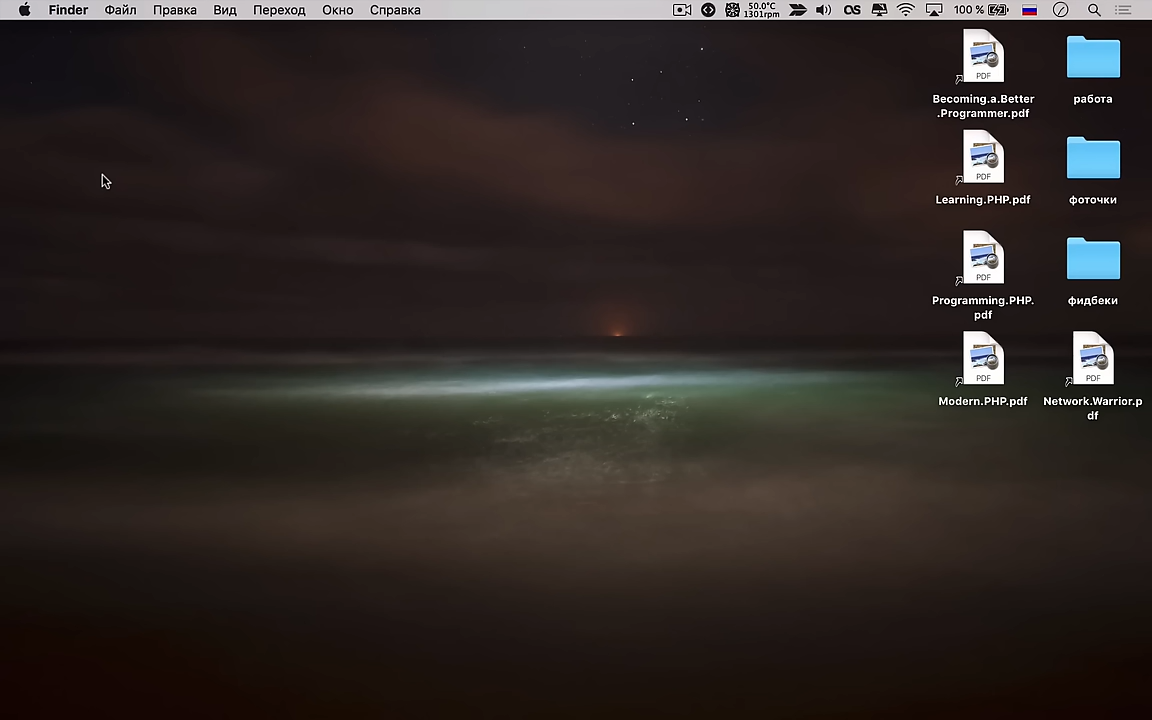 Finder Файл Правка Вид Переход Окно Справка
50.0°C
1301rpm
100 %
PDF
Becoming.a.Better
.Programmer.pdf
работа
PDF
Learning.PHP.pdf
фоточки
PDF
Programming.PHP.
pdf
фидбеки
PDF
Modern.PHP.pdf
PDF
Network.Warrior.p
df